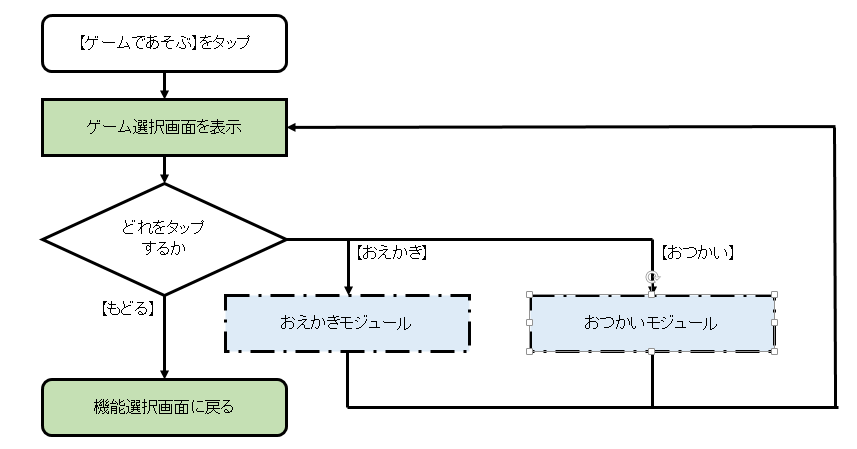 【ゲームであそぶ】をタップ
ゲーム選択画面を表示
どれをタップ
するか
【おえかき】
【おつかい】
【もどる】
おえかきモジュール
おつかいモジュール
機能選択画面に戻る